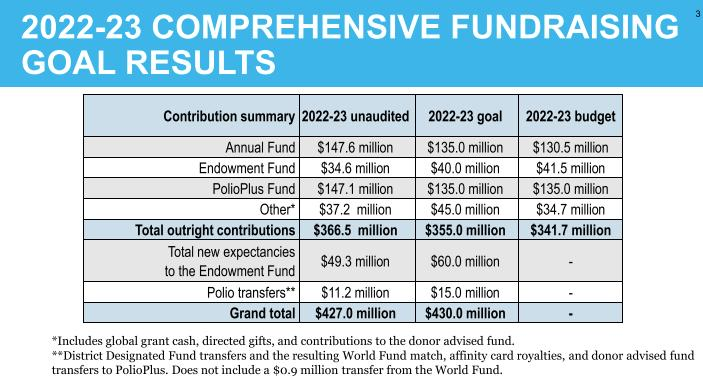 3
2022-23 COMPREHENSIVE FUNDRAISING
GOAL RESULTS
Contribution summary 2022-23 unaudited 2022-23 goal 2022-23 budget
Annual Fund $147.6 million $135.0 million $130.5 million
Endowment Fund $34.6 million $40.0 million $41.5 million
PolioPlus Fund $147.1 million $135.0 million $135.0 million
Other* $37.2 million $45.0 million $34.7 million
Total outright contributions $366.5 million $355.0 million $341.7 million
Total new expectancies
to the Endowment Fund $49.3 million $60.0 million -
Polio transfers** $11.2 million $15.0 million -
Grand total $427.0 million $430.0 million -
*Includes global grant cash, directed gifts, and contributions to the donor advised fund.
**District Designated Fund transfers and the resulting World Fund match, affinity card royalties, and donor advised fund
transfers to PolioPlus. Does not include a $0.9 million transfer from the World Fund.